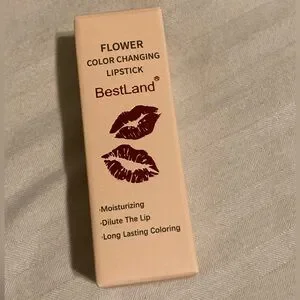 FLOWER
COLOR CHANGING
LIPSTICK
BestLand®
·Moisturizing
·Dilute The Lip
·Long Lasting Coloring